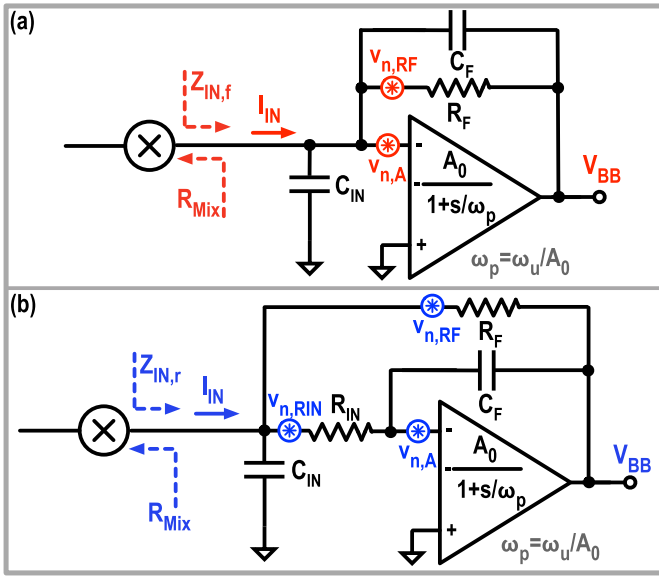 (a)
C_F
v_n,RF
Z_IN,f
R_F
I_IN
-
v_n,A
A_0
V_BB
- 1+s/ω_p
R_Mix
C_IN
+
ω_p=ω_u/A_0
(b)
v_n,RF
R_F
Z_IN,r
I_IN
v_n,RIN
R_IN
C_F
-
v_n,A
A_0
V_BB
- 1+s/ω_p
C_IN
R_Mix
+
ω_p=ω_u/A_0